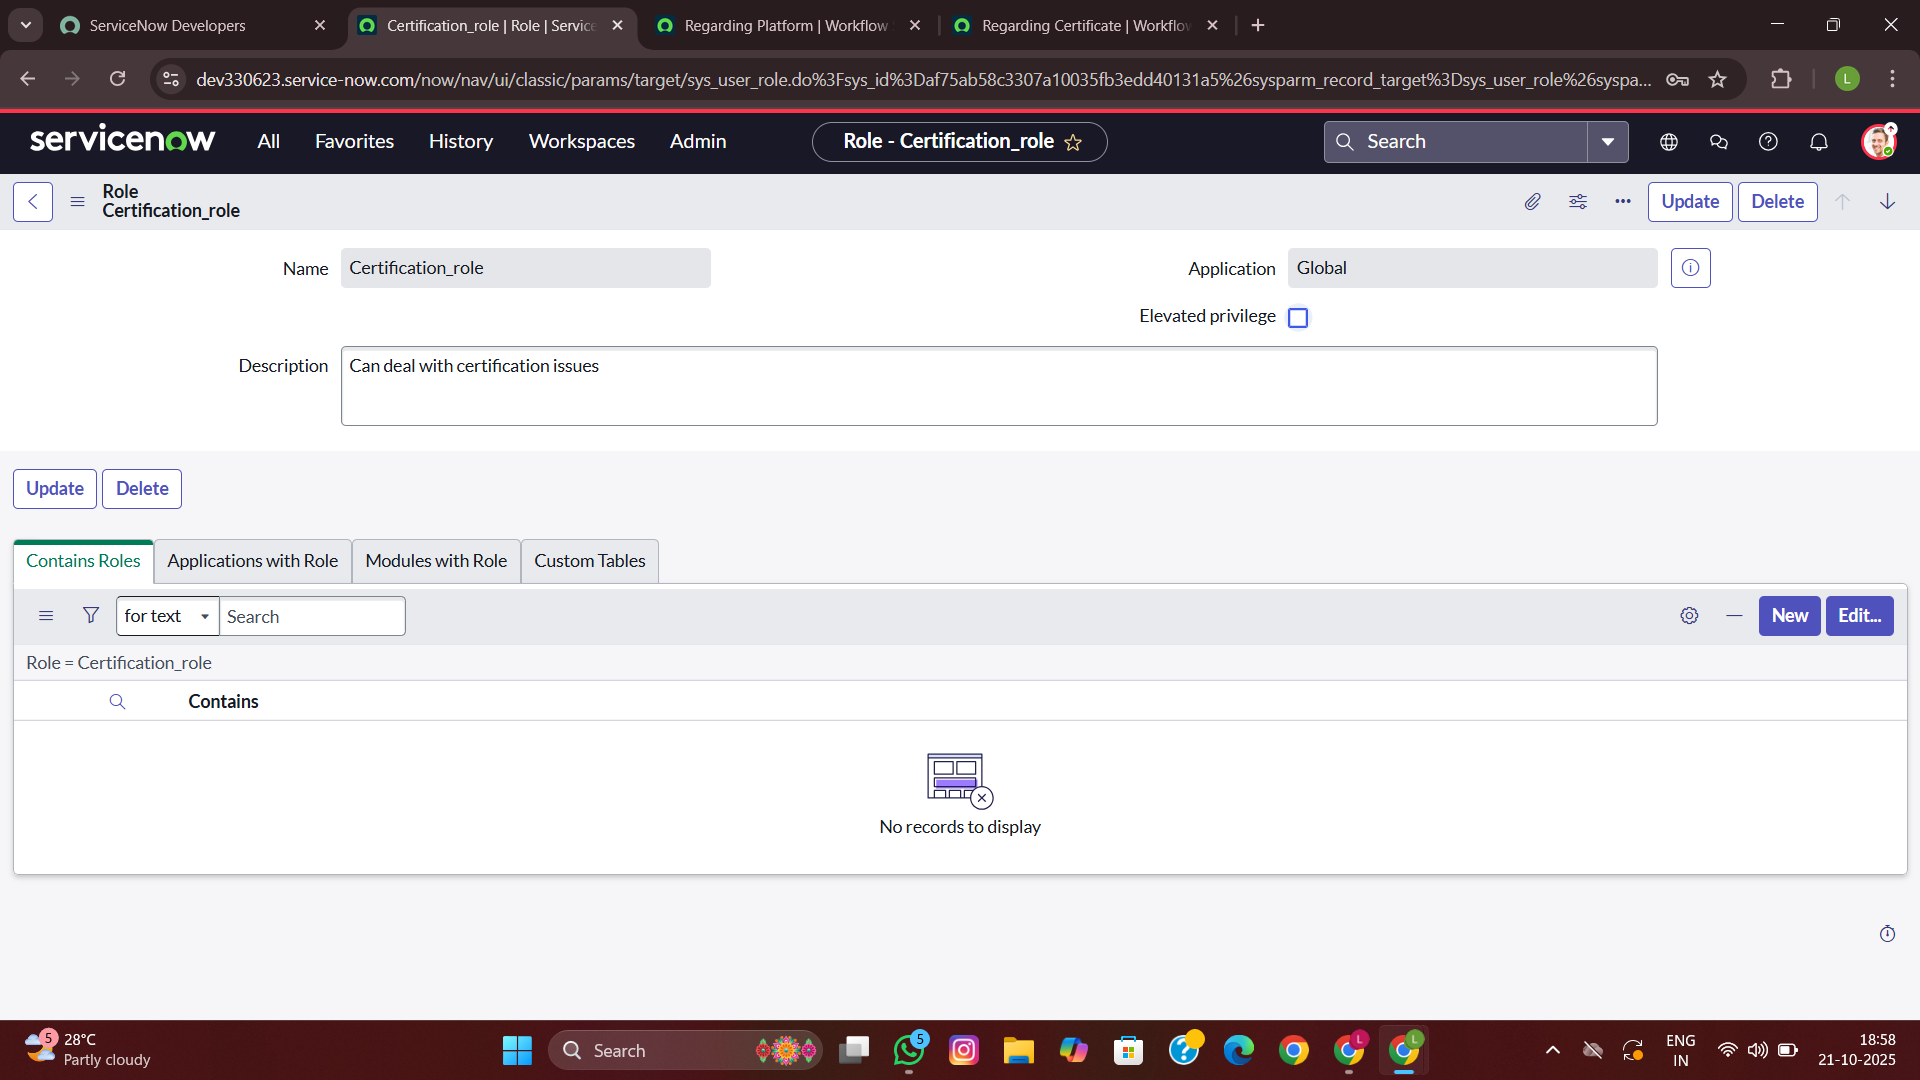 ServiceNow Developers
Certification_role | Role | Service
Regarding Platform | Workflow
Regarding Certificate | Workflow
dev330623.service-now.com/now/nav/ui/classic/params/target/sys_user_role.do%3Fsys_id%3Daf75ab58c3307a10035fb3edd40131a5%26sysparm_record_target%3Dsys_user_role%26syspa...
L
servicenow
All
Favorites
History
Workspaces
Admin
Role - Certification_role
Search
Role
Certification_role
Update
Delete
Name
Certification_role
Application
Global
Elevated privilege
Description
Can deal with certification issues
Update
Delete
Contains Roles
Applications with Role
Modules with Role
Custom Tables
for text
Search
New
Edit...
Role = Certification_role
Contains
No records to display
5
28°C
Partly cloudy
Search
5
L
L
ENG
IN
18:58
21-10-2025